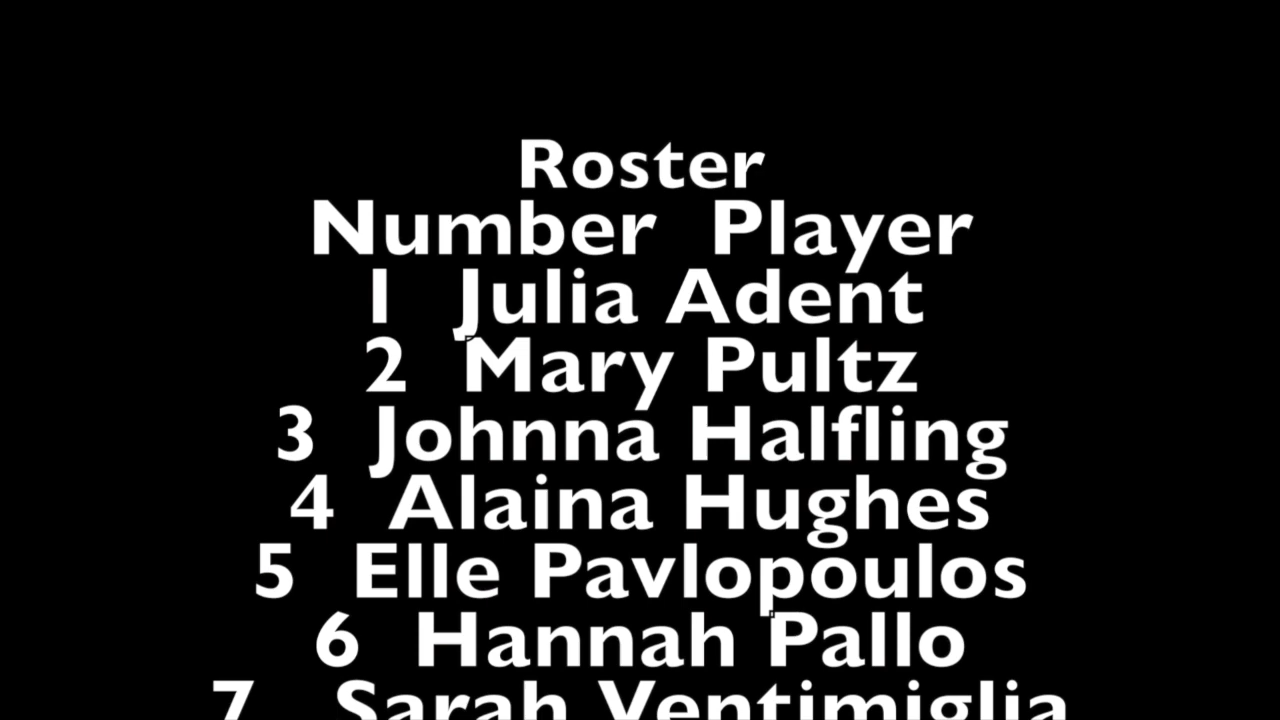 Roster
Number Player
1 Julia Adent
2 Mary Pultz
3 Johnna Halfling
4 Alaina Hughes
5 Elle Pavlopoulos
6 Hannah Pallo
7 Sarah Ventimiglia